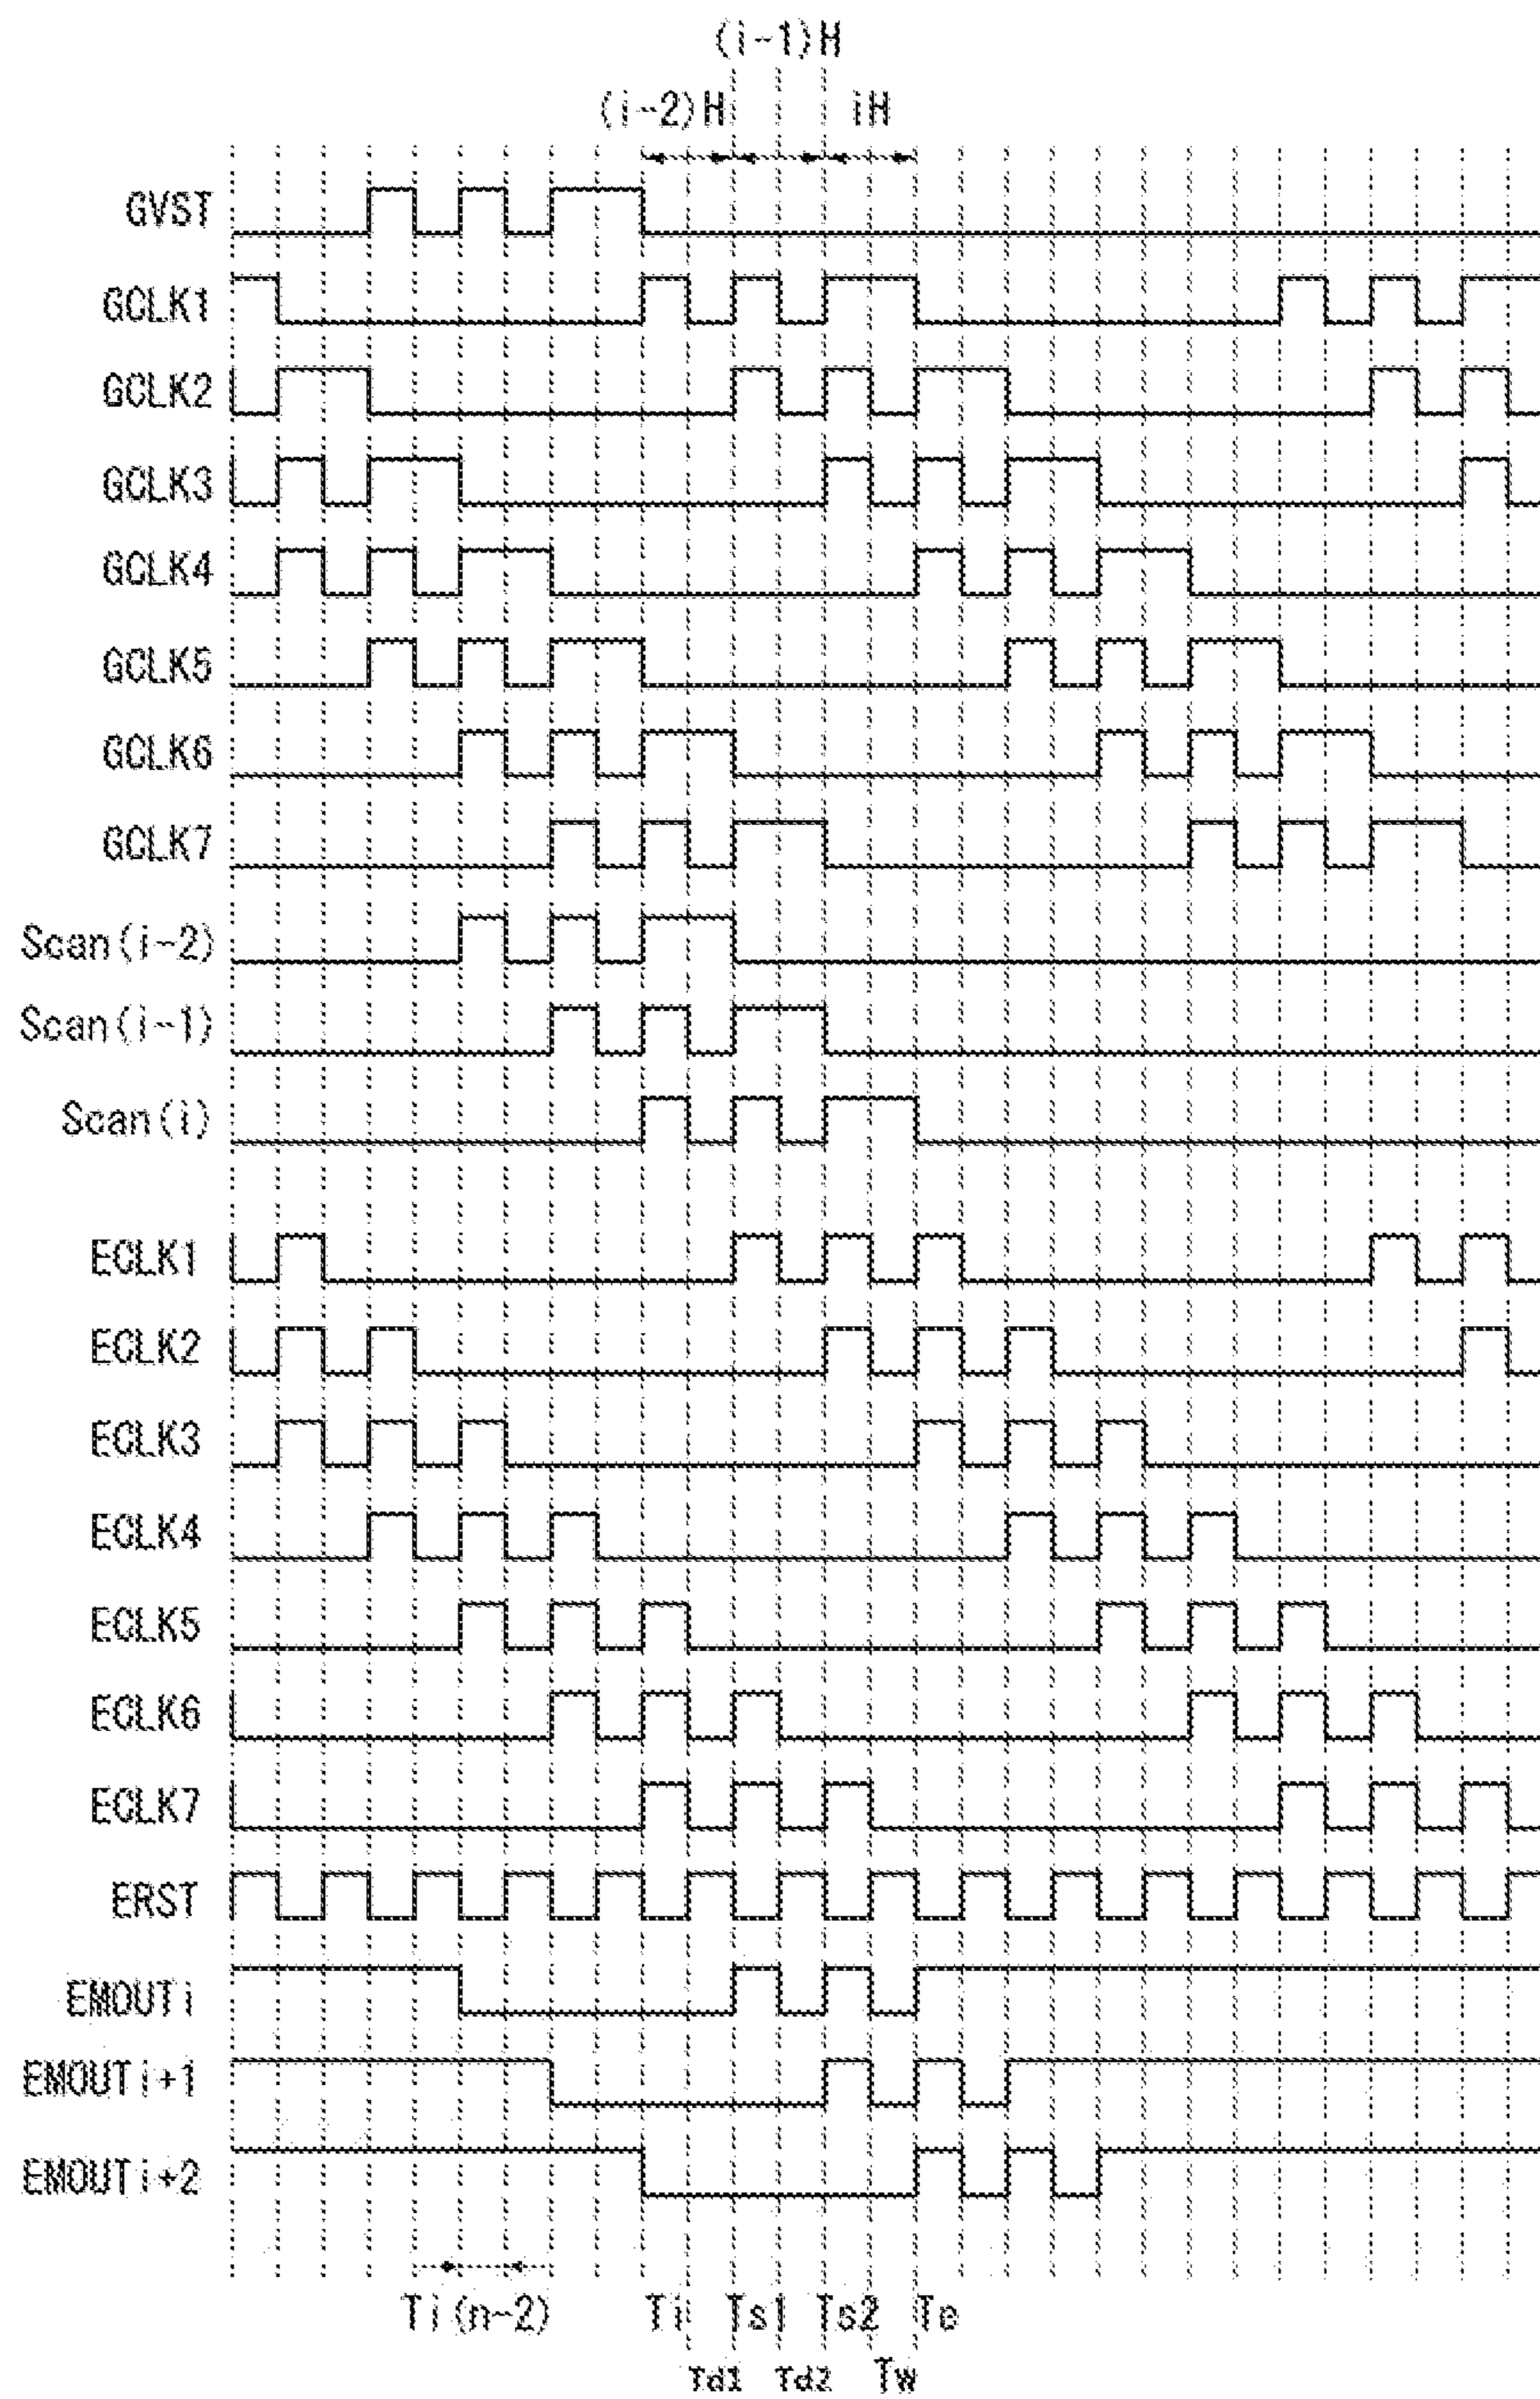 (i-1)H
(i-2)H
iH
GVST
GCLK1
GCLK2
GCLK3
GCLK4
GCLK5
GCLK6
GCLK7
Scan(i-2)
Scan(i-1)
Scan(i)
ECLK1
ECLK2
ECLK3
ECLK4
ECLK5
ECLK6
ECLK7
ERST
EMOUTi
EMOUTi+1
EMOUTi+2
Ti(n-2) Ti Ts1 Ts2 Te
Td1 Td2 Tw